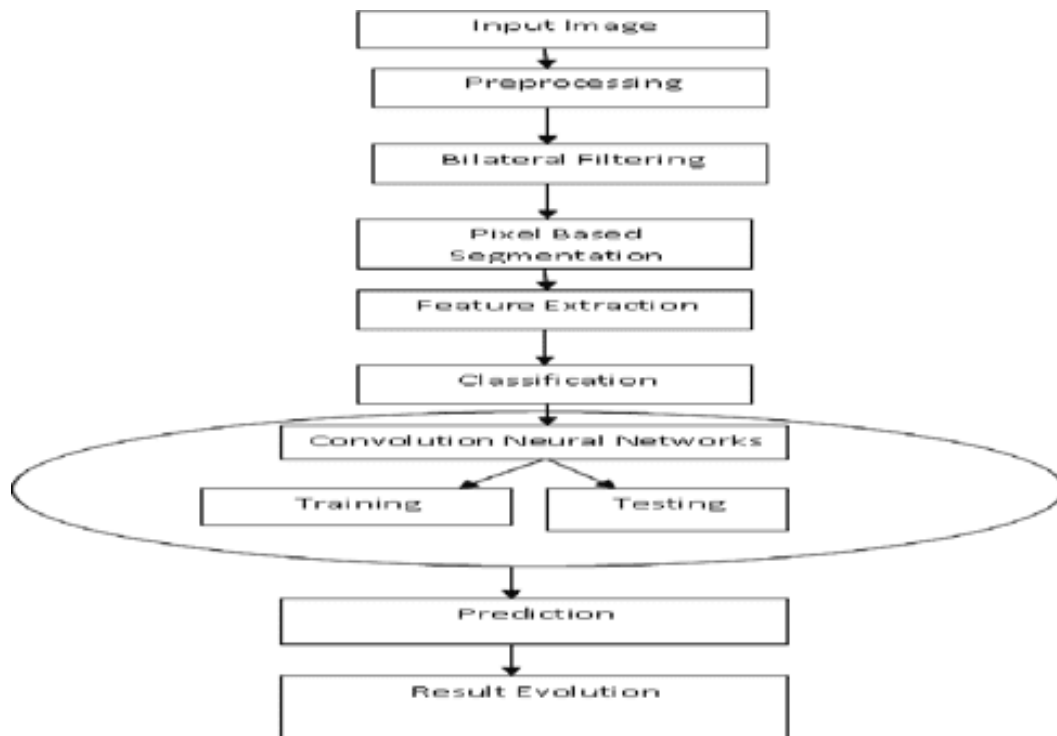 Input Image
Preprocessing
Bilateral Filtering
Pixel Based
Segmentation
Feature Extraction
Classification
Convolution Neural Networks
Training
Testing
Prediction
Result Evolution